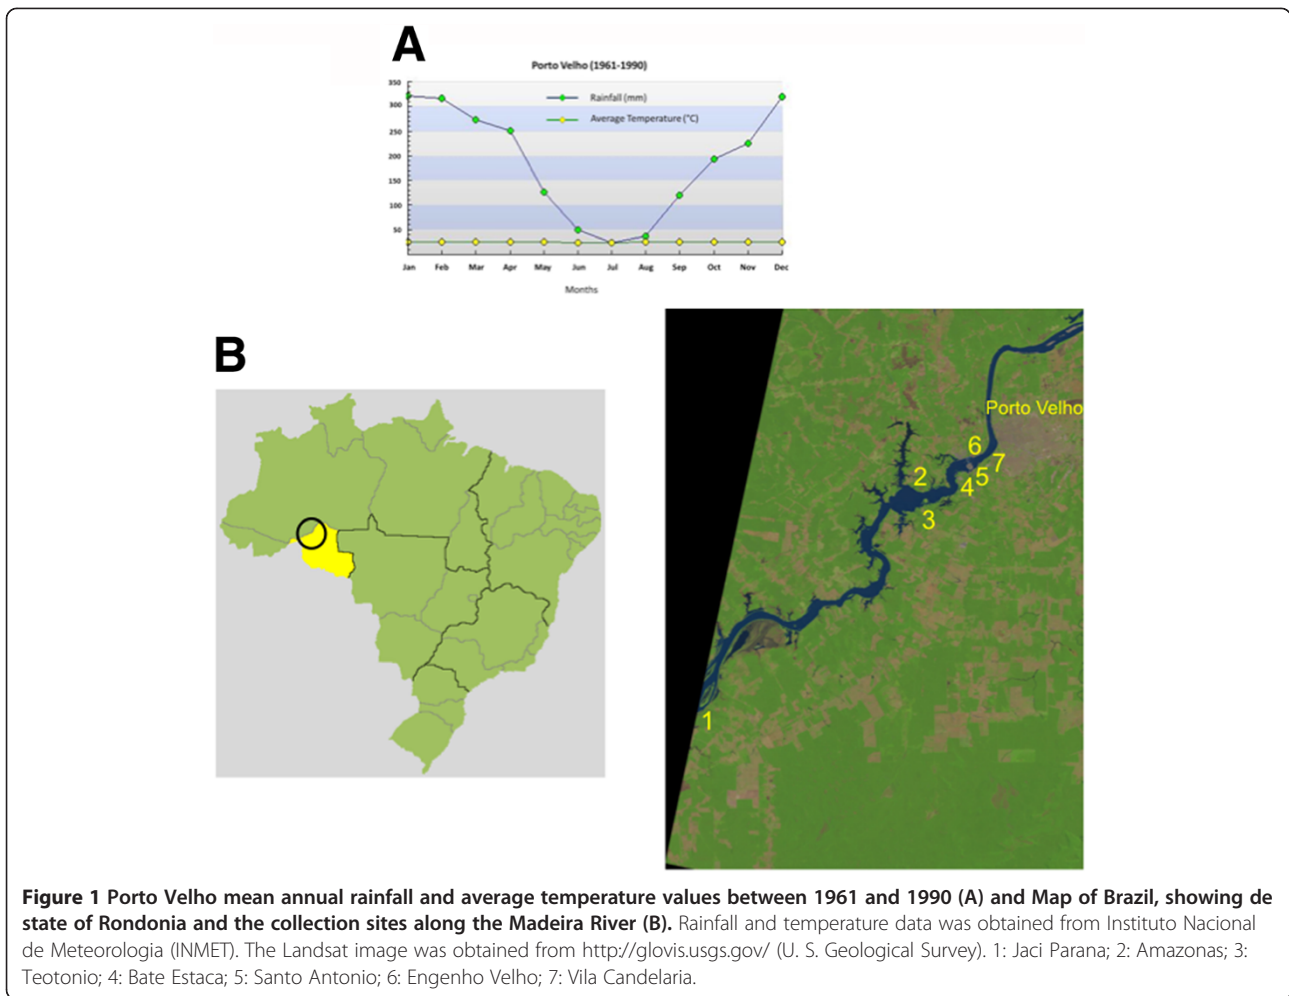 A
Porto Velho (1961-1990)
Rainfall (mm)
Average Temperature (°C)
350
300
250
200
150
100
50
Jan Feb Mar Apr May Jun Jul Aug Sep Oct Nov Dec
Months
B
Porto Velho
6
7
2
5
4
3
1
Figure 1 Porto Velho mean annual rainfall and average temperature values between 1961 and 1990 (A) and Map of Brazil, showing de
state of Rondonia and the collection sites along the Madeira River (B). Rainfall and temperature data was obtained from Instituto Nacional
de Meteorologia (INMET). The Landsat image was obtained from http://glovis.usgs.gov/ (U. S. Geological Survey). 1: Jaci Parana; 2: Amazonas; 3:
Teotonio; 4: Bate Estaca; 5: Santo Antonio; 6: Engenho Velho; 7: Vila Candelaria.